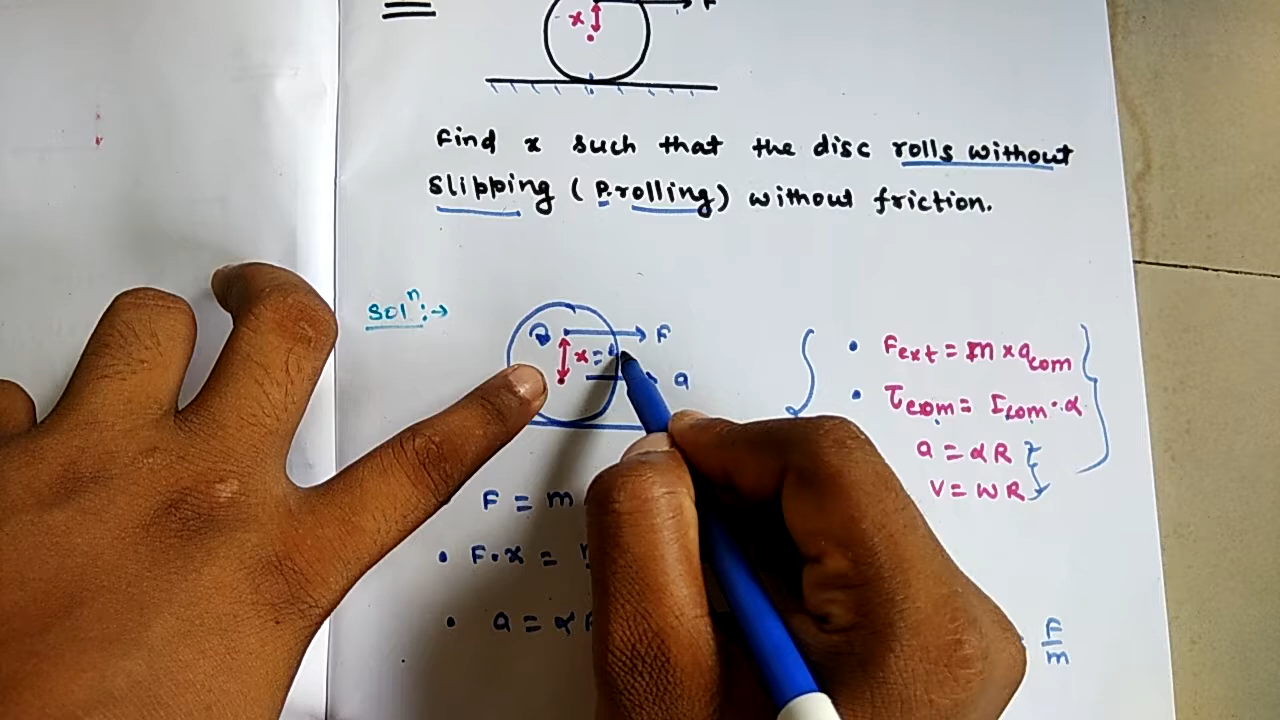 x F
Find x such that the disc rolls without
slipping (P.rolling) without friction.
Solⁿ:→
B F
x =
a
F = m
• F·x =
• a = α
• Fext = m × acom
• τcom = Icom·α
a = αR
v = ωR
F/m